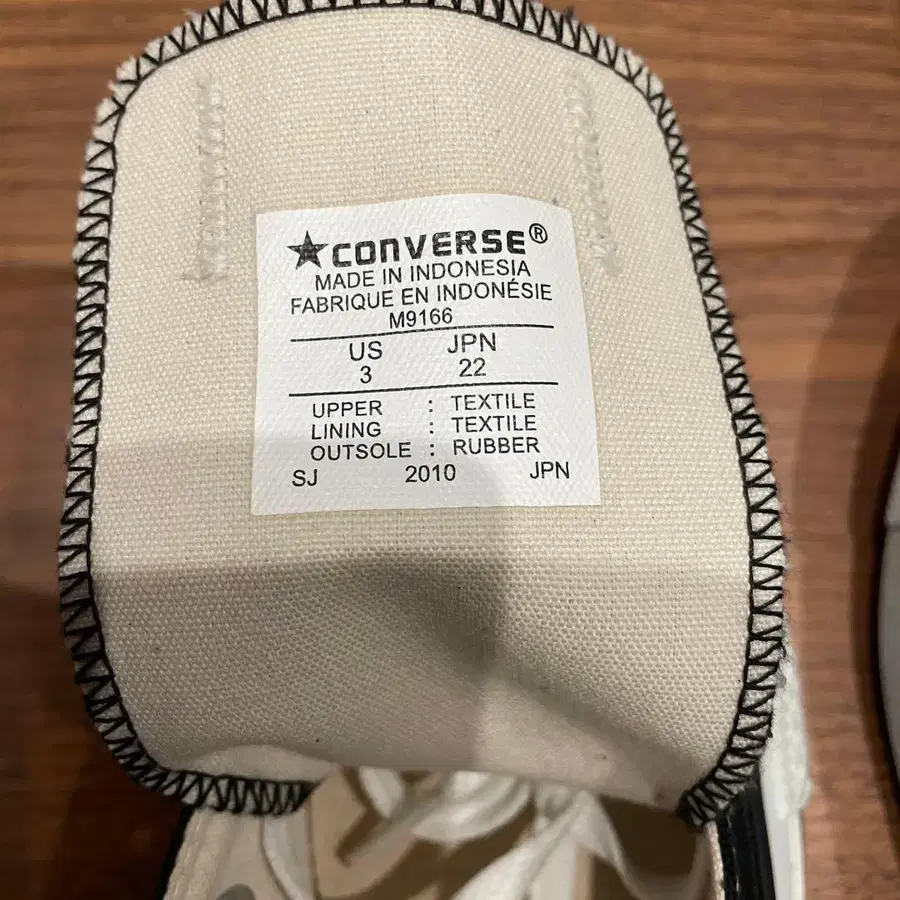 ★CONVERSE®
MADE IN INDONESIA
FABRIQUE EN INDONÉSIE
M9166
US JPN
3 22
UPPER : TEXTILE
LINING : TEXTILE
OUTSOLE : RUBBER
SJ 2010 JPN